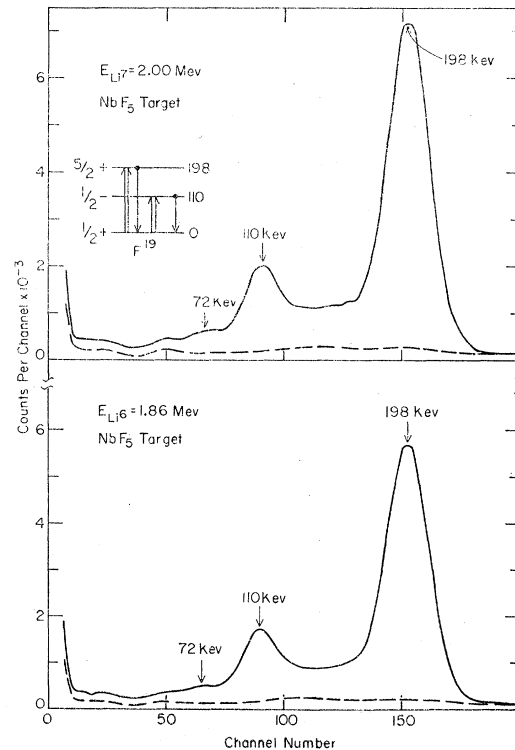 Counts Per Channel x 10⁻³
6
4
2
0
E_Li⁷ = 2.00 Mev
Nb F₅ Target
198 Kev
5/2 + 198
1/2 − 110
1/2 + 0
F¹⁹
110 Kev
72 Kev
E_Li⁶ = 1.86 Mev
Nb F₅ Target
198 Kev
6
4
2
0
110 Kev
72 Kev
0 50 100 150
Channel Number